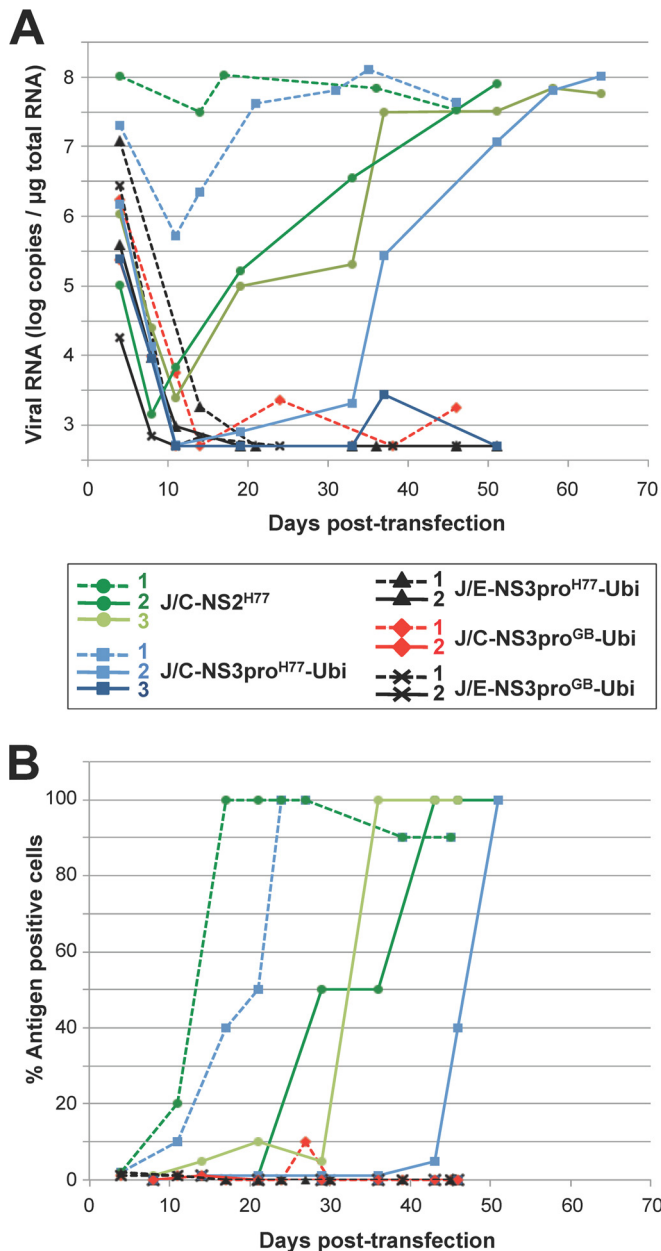 A
8
7
6
5
4
3
Viral RNA (log copies / µg total RNA)
0 10 20 30 40 50 60 70
Days post-transfection
1
2 J/C-NS2H77
3
1
2 J/C-NS3proH77-Ubi
3
1 J/E-NS3proH77-Ubi
2
1 J/C-NS3proGB-Ubi
2
1 J/E-NS3proGB-Ubi
2
B
100
80
60
40
20
0
% Antigen positive cells
0 10 20 30 40 50 60 70
Days post-transfection